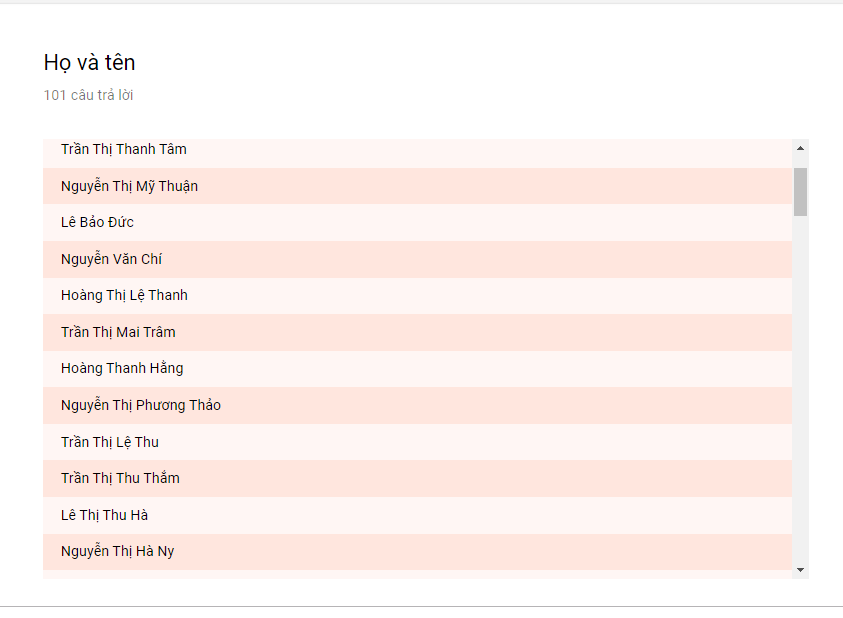 Họ và tên
101 câu trả lời
Trần Thị Thanh Tâm
Nguyễn Thị Mỹ Thuận
Lê Bảo Đức
Nguyễn Văn Chí
Hoàng Thị Lệ Thanh
Trần Thị Mai Trâm
Hoàng Thanh Hằng
Nguyễn Thị Phương Thảo
Trần Thị Lệ Thu
Trần Thị Thu Thắm
Lê Thị Thu Hà
Nguyễn Thị Hà Ny